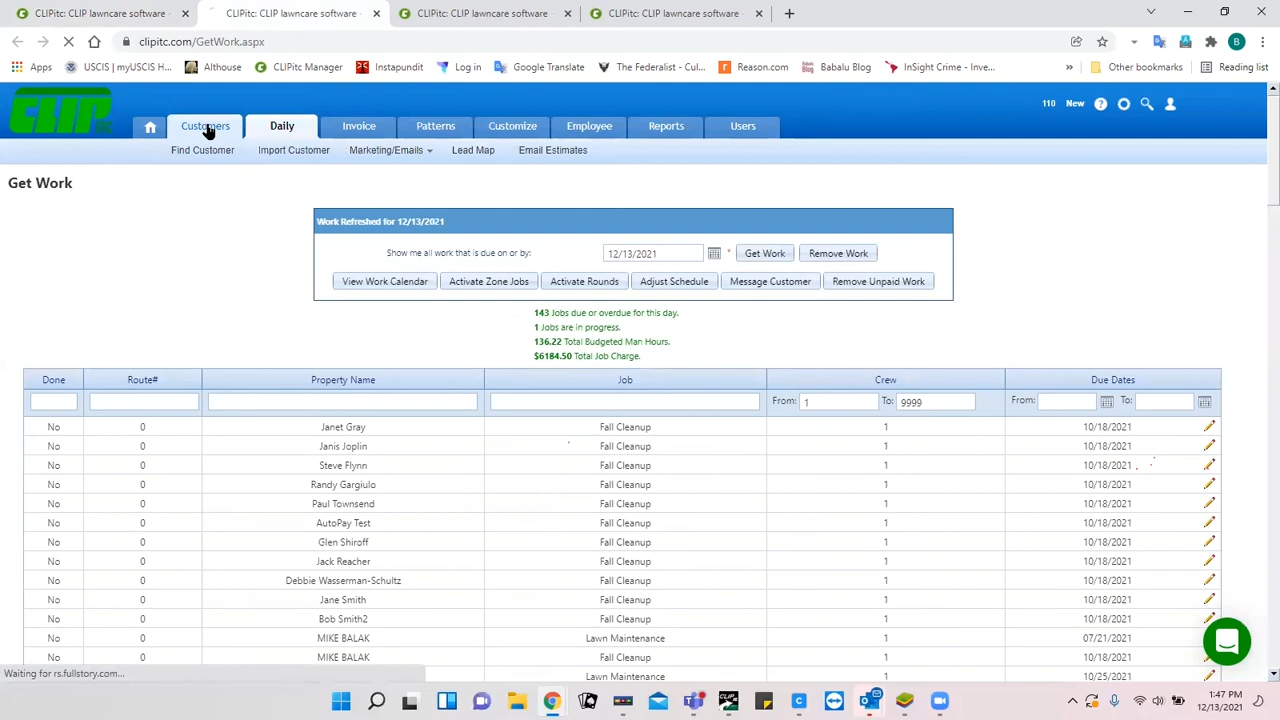 CLIPitc: CLIP lawncare software -
CLIPitc: CLIP lawncare software -
CLIPitc: CLIP lawncare software -
CLIPitc: CLIP lawncare software -
clipitc.com/GetWork.aspx
B
Apps
USCIS | myUSCIS H...
Althouse
CLIPitc Manager
Instapundit
Log in
Google Translate
The Federalist - Cul...
Reason.com
Babalu Blog
InSight Crime - Inve...
»
Other bookmarks
Reading list
CLIP
110 New
Customers
Daily
Invoice
Patterns
Customize
Employee
Reports
Users
Find Customer
Import Customer
Marketing/Emails
Lead Map
Email Estimates
Get Work
Work Refreshed for 12/13/2021
Show me all work that is due on or by:
12/13/2021
*
Get Work
Remove Work
View Work Calendar
Activate Zone Jobs
Activate Rounds
Adjust Schedule
Message Customer
Remove Unpaid Work
143 Jobs due or overdue for this day.
1 Jobs are in progress.
136.22 Total Budgeted Man Hours.
$6184.50 Total Job Charge.
Done Route# Property Name Job Crew Due Dates
From: 1 To: 9999 From: To:
No 0 Janet Gray Fall Cleanup 1 10/18/2021
No 0 Janis Joplin Fall Cleanup 1 10/18/2021
No 0 Steve Flynn Fall Cleanup 1 10/18/2021
No 0 Randy Gargiulo Fall Cleanup 1 10/18/2021
No 0 Paul Townsend Fall Cleanup 1 10/18/2021
No 0 AutoPay Test Fall Cleanup 1 10/18/2021
No 0 Glen Shiroff Fall Cleanup 1 10/18/2021
No 0 Jack Reacher Fall Cleanup 1 10/18/2021
No 0 Debbie Wasserman-Schultz Fall Cleanup 1 10/18/2021
No 0 Jane Smith Fall Cleanup 1 10/18/2021
No 0 Bob Smith2 Fall Cleanup 1 10/18/2021
No 0 MIKE BALAK Lawn Maintenance 1 07/21/2021
No 0 MIKE BALAK Fall Cleanup 1 10/18/2021
Lawn Maintenance 1 10/25/2021
Waiting for rs.fullstory.com...
1:47 PM
12/13/2021